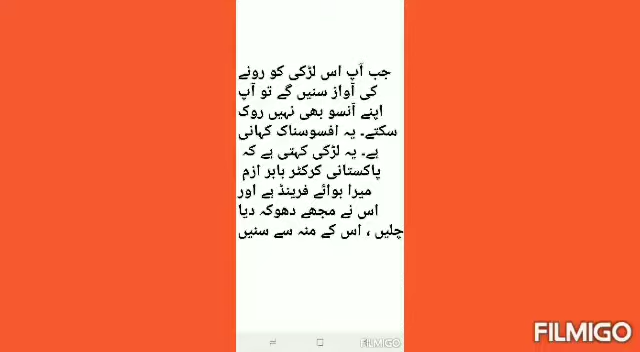 جب آپ اس لڑکی کو رونے
کی آواز سنیں گے تو آپ
اپنے آنسو بھی نہیں روک
سکتے۔ یہ افسوسناک کہانی
ہے۔ یہ لڑکی کہتی ہے کہ
پاکستانی کرکٹر بابر ازم
میرا بوائے فرینڈ ہے اور
اس نے مجھے دھوکہ دیا
چلیں ، اس کے منہ سے سنیں
FILMIGO
FILMIGO